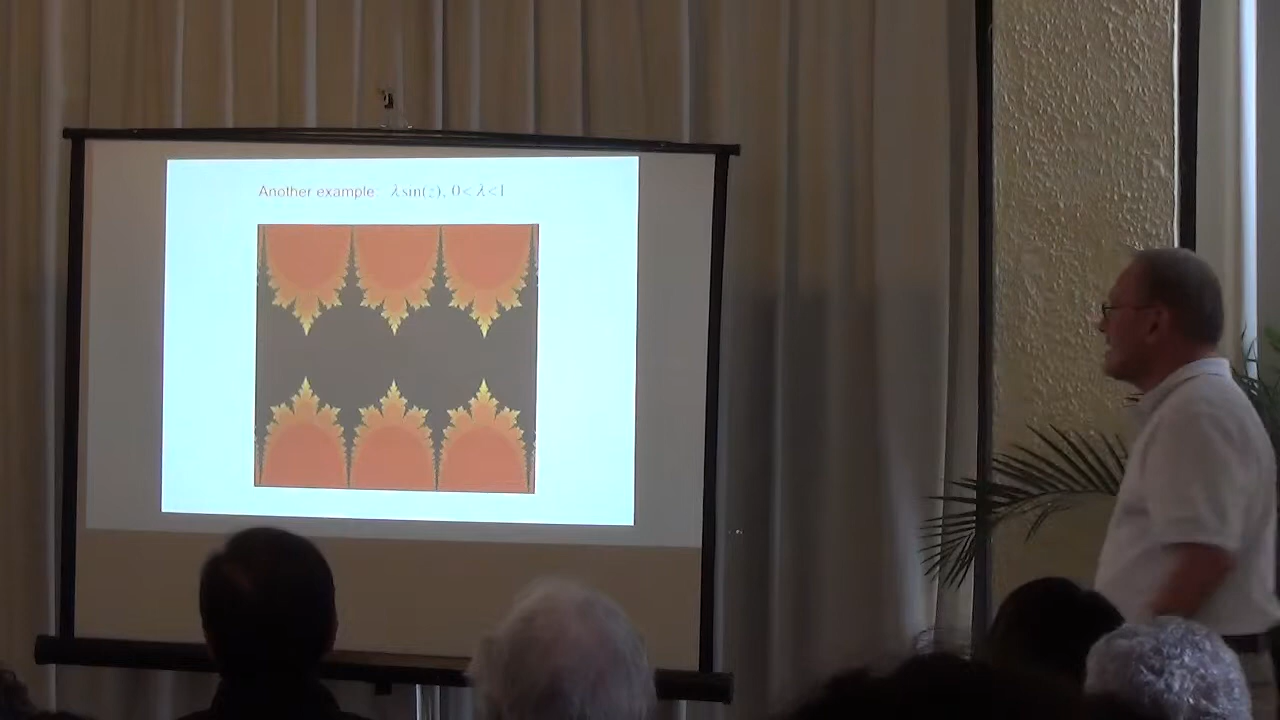 Another example: λ sin(z), 0 < λ < 1